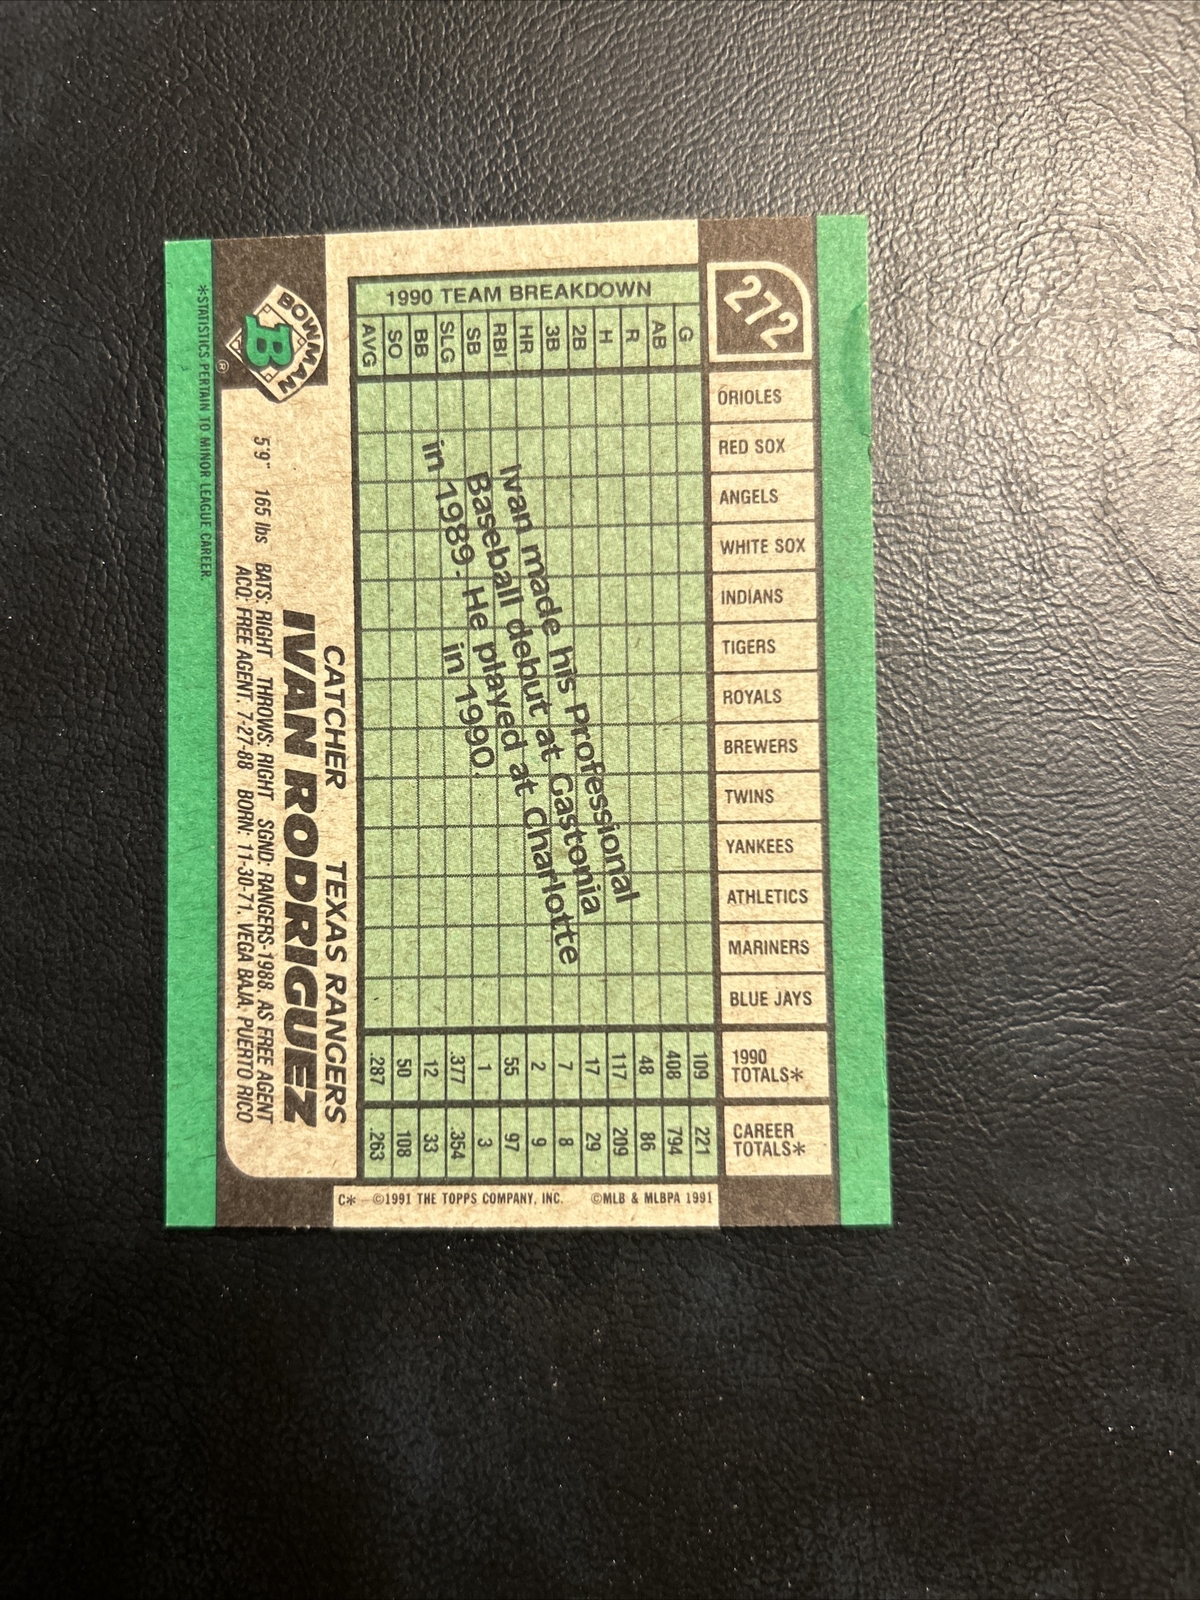 272
1990 TEAM BREAKDOWN
G AB R H 2B 3B HR RBI SB SLG BB SO AVG
ORIOLES
RED SOX
ANGELS
WHITE SOX
INDIANS
TIGERS
ROYALS
BREWERS
TWINS
YANKEES
ATHLETICS
MARINERS
BLUE JAYS
1990
TOTALS*
109 408 48 117 17 7 2 55 1 .377 12 50 .287
CAREER
TOTALS*
221 794 86 209 29 8 9 97 3 .354 33 108 .263
Ivan made his Professional
Baseball debut at Gastonia
in 1989. He played at Charlotte
in 1990.
C* ©1991 THE TOPPS COMPANY, INC. ©MLB & MLBPA 1991
BOWMAN
B
®
CATCHER TEXAS RANGERS
IVAN RODRIGUEZ
5'9" 165 lbs BATS: RIGHT THROWS: RIGHT SGND: RANGERS-1988. AS FREE AGENT
ACQ: FREE AGENT. 7-27-88 BORN: 11-30-71. VEGA BAJA, PUERTO RICO
*STATISTICS PERTAIN TO MINOR LEAGUE CAREER.